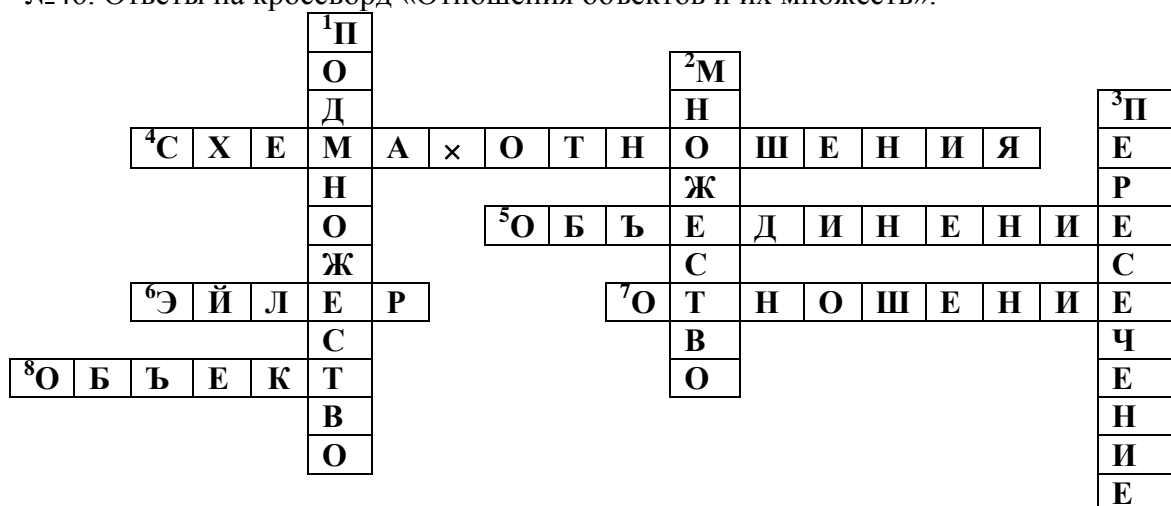 Ответы на кроссворд «Отношения объектов и их множеств».
1П
О 2М
Д Н 3П
4С Х Е М А × О Т Н О Ш Е Н И Я Е
Н Ж Р
О 5О Б Ъ Е Д И Н Е Н И Е
Ж С С
6Э Й Л Е Р 7О Т Н О Ш Е Н И Е
С В Ч
8О Б Ъ Е К Т О Е
В Н
О И
Е